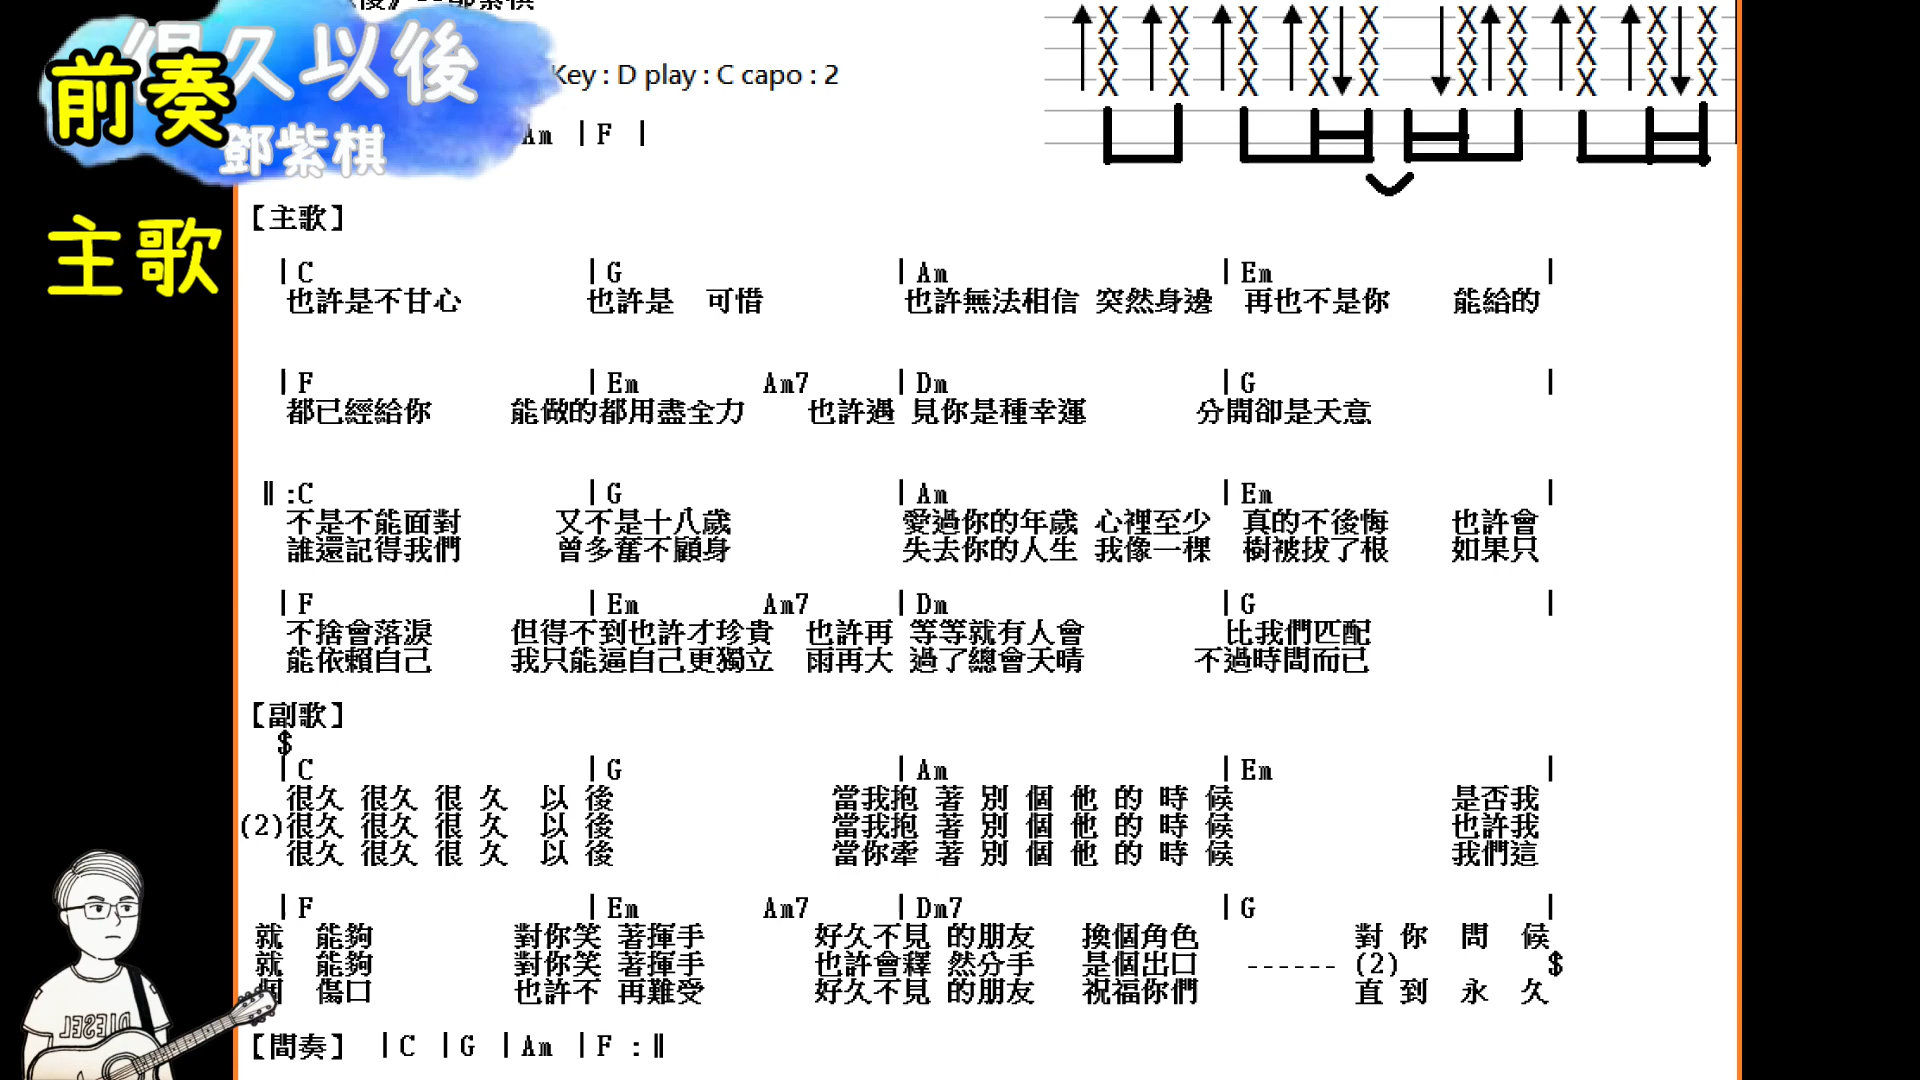 很久以後
前奏
鄧紫棋
Key : D play : C capo : 2
Am | F |
主歌
【主歌】
| C | G | Am | Em |
也許是不甘心 也許是 可惜 也許無法相信 突然身邊 再也不是你 能給的
| F | Em Am7 | Dm | G |
都已經給你 能做的都用盡全力 也許遇 見你是種幸運 分開卻是天意
‖ :C | G | Am | Em |
不是不能面對 又不是十八歲 愛過你的年歲 心裡至少 真的不後悔 也許會
誰還記得我們 曾多奮不顧身 失去你的人生 我像一棵 樹被拔了根 如果只
| F | Em Am7 | Dm | G |
不捨會落淚 但得不到也許才珍貴 也許再 等等就有人會 比我們匹配
能依賴自己 我只能逼自己更獨立 雨再大 過了總會天晴 不過時間而已
【副歌】
$
| C | G | Am | Em |
很久 很久 很 久 以 後 當我抱 著 別 個 他 的 時 候 是否我
(2)很久 很久 很 久 以 後 當我抱 著 別 個 他 的 時 候 也許我
很久 很久 很 久 以 後 當你牽 著 別 個 他 的 時 候 我們這
| F | Em Am7 | Dm7 | G |
就 能夠 對你笑 著揮手 好久不見 的朋友 換個角色 對 你 問 候
就 能夠 對你笑 著揮手 也許會釋 然分手 是個出口 ------ (2) $
個 傷口 也許不 再難受 好久不見 的朋友 祝福你們 直 到 永 久
【間奏】 | C | G | Am | F :‖
DIESEL